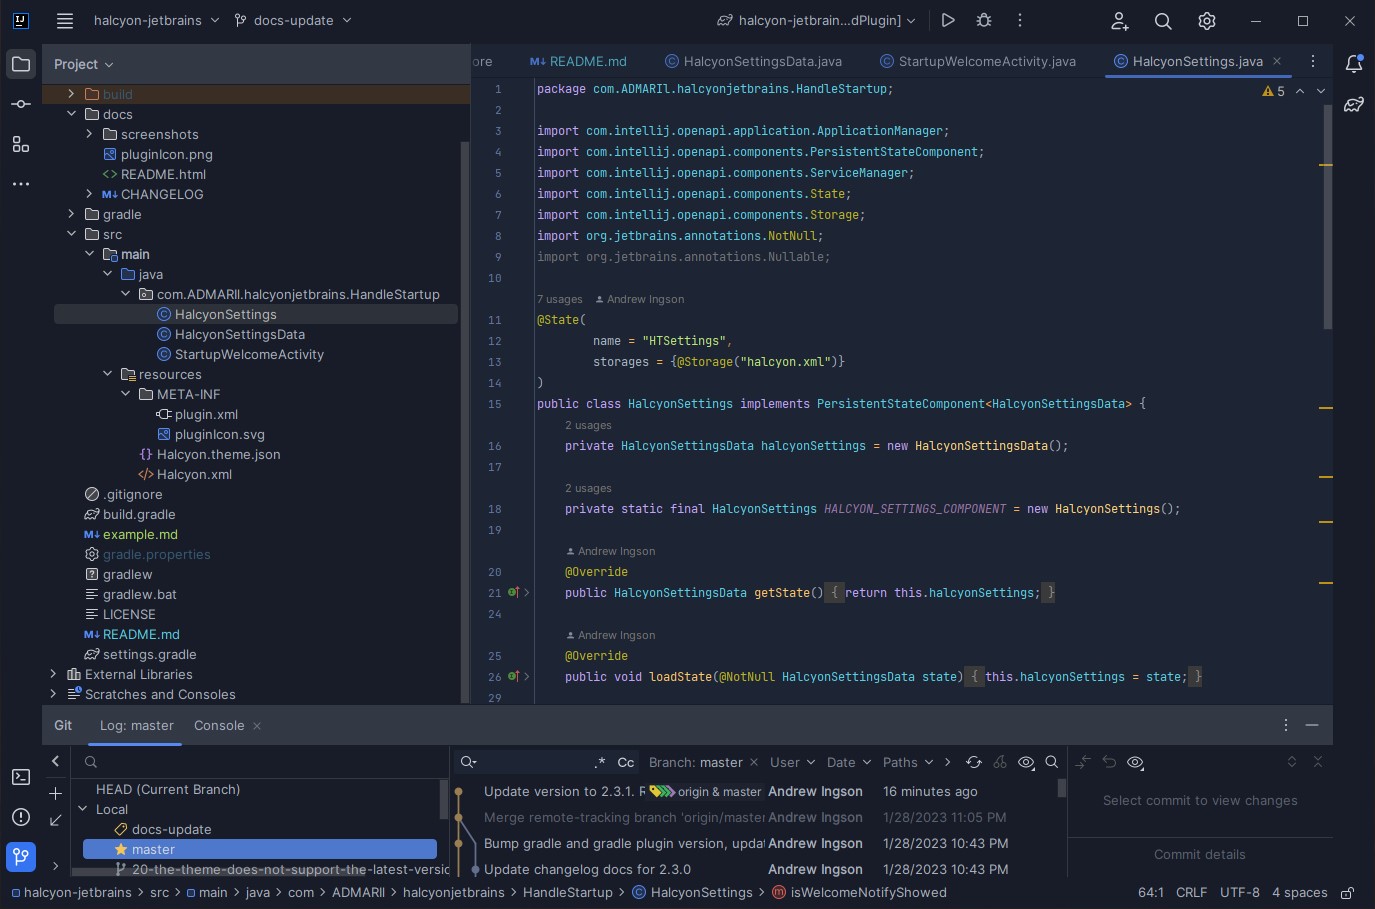 halcyon-jetbrains
docs-update
halcyon-jetbrain...dPlugin]
Project
build
docs
screenshots
pluginIcon.png
README.html
CHANGELOG
gradle
src
main
java
com.ADMARII.halcyonjetbrains.HandleStartup
HalcyonSettings
HalcyonSettingsData
StartupWelcomeActivity
resources
META-INF
plugin.xml
pluginIcon.svg
Halcyon.theme.json
Halcyon.xml
.gitignore
build.gradle
example.md
gradle.properties
gradlew
gradlew.bat
LICENSE
README.md
settings.gradle
External Libraries
Scratches and Consoles
ore
README.md
HalcyonSettingsData.java
StartupWelcomeActivity.java
HalcyonSettings.java
5
1 package com.ADMARIl.halcyonjetbrains.HandleStartup;
2
3 import com.intellij.openapi.application.ApplicationManager;
4 import com.intellij.openapi.components.PersistentStateComponent;
5 import com.intellij.openapi.components.ServiceManager;
6 import com.intellij.openapi.components.State;
7 import com.intellij.openapi.components.Storage;
8 import org.jetbrains.annotations.NotNull;
9 import org.jetbrains.annotations.Nullable;
10
7 usages Andrew Ingson
11 @State(
12 name = "HTSettings",
13 storages = {@Storage("halcyon.xml")}
14 )
15 public class HalcyonSettings implements PersistentStateComponent<HalcyonSettingsData> {
2 usages
16 private HalcyonSettingsData halcyonSettings = new HalcyonSettingsData();
17
2 usages
18 private static final HalcyonSettings HALCYON_SETTINGS_COMPONENT = new HalcyonSettings();
19
Andrew Ingson
20 @Override
21 public HalcyonSettingsData getState() { return this.halcyonSettings; }
24
Andrew Ingson
25 @Override
26 public void loadState(@NotNull HalcyonSettingsData state) { this.halcyonSettings = state; }
29
Git
Log: master
Console
HEAD (Current Branch)
Local
docs-update
master
20-the-theme-does-not-support-the-latest-versio
.* Cc
Branch: master
User
Date
Paths
Update version to 2.3.1. R origin & master Andrew Ingson 16 minutes ago
Merge remote-tracking branch 'origin/master Andrew Ingson 1/28/2023 11:05 PM
Bump gradle and gradle plugin version, updat Andrew Ingson 1/28/2023 10:43 PM
Update changelog docs for 2.3.0 Andrew Ingson 1/28/2023 10:43 PM
Select commit to view changes
Commit details
halcyon-jetbrains > src > main > java > com > ADMARIl > halcyonjetbrains > HandleStartup > HalcyonSettings > isWelcomeNotifyShowed
64:1 CRLF UTF-8 4 spaces